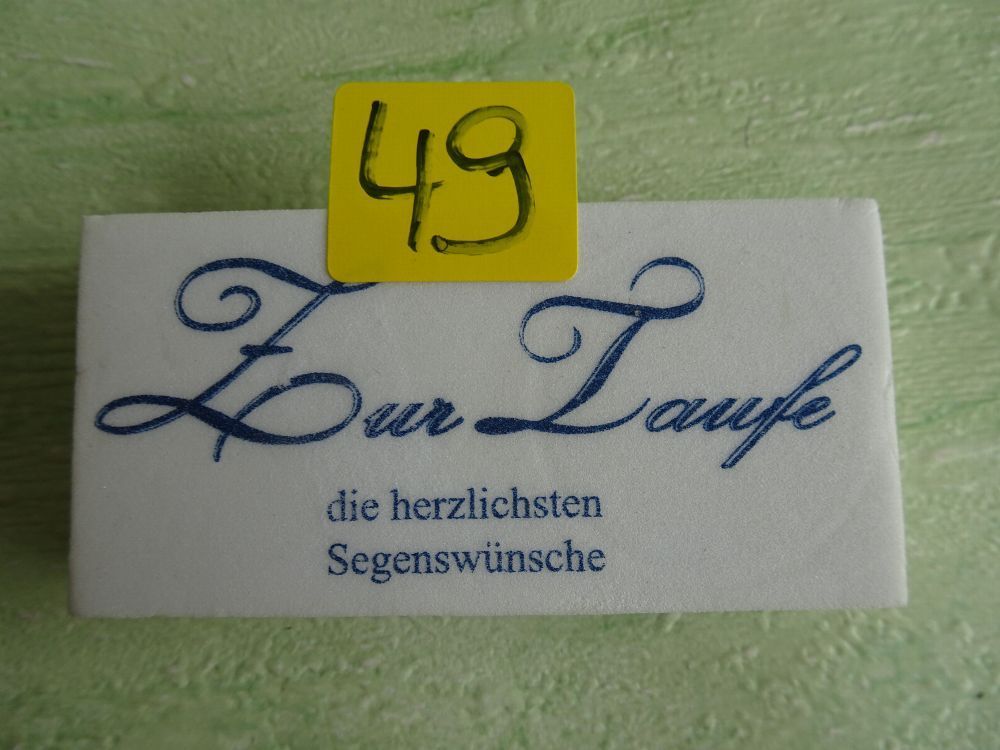 49
Zur Taufe
die herzlichsten
Segenswünsche